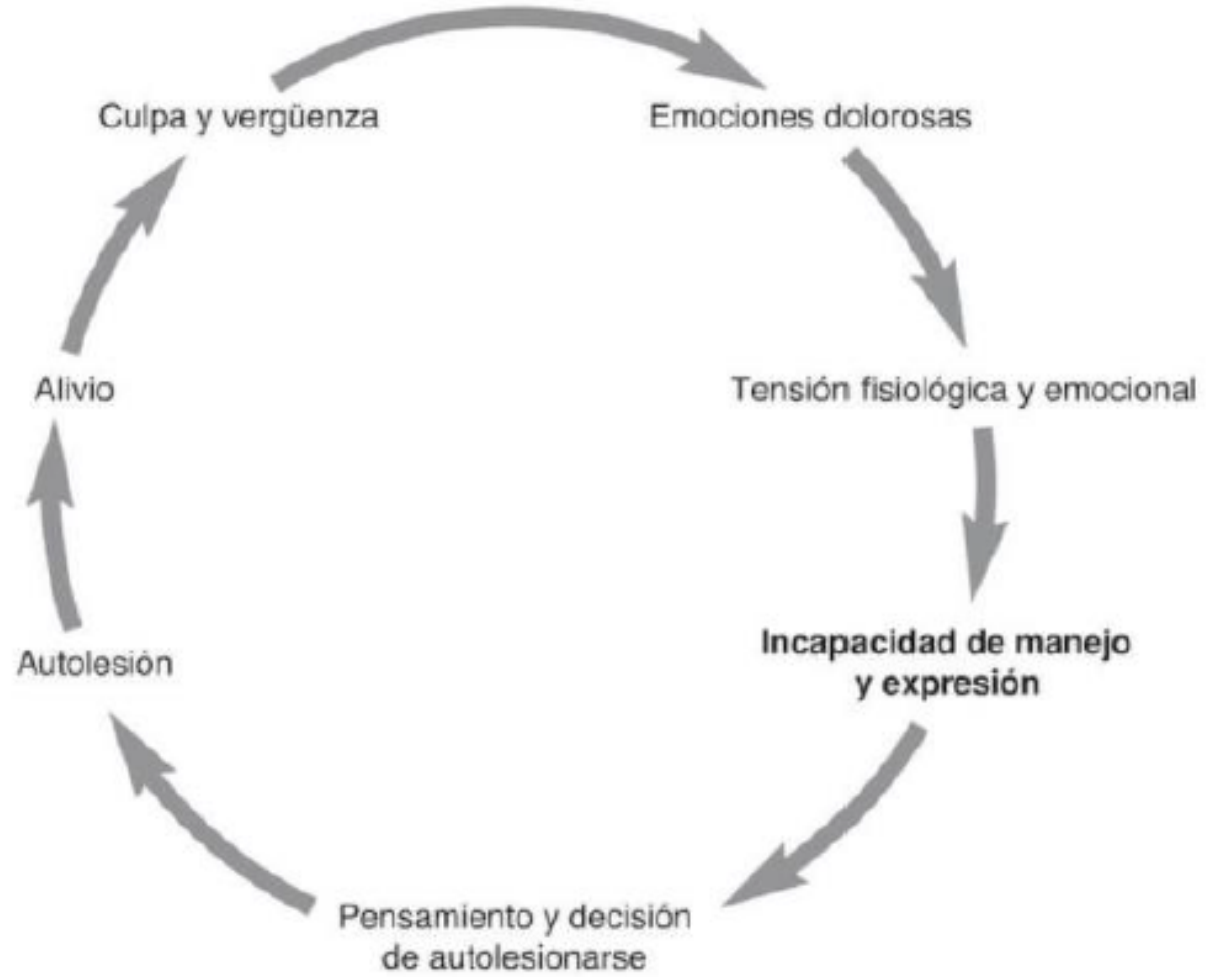 Culpa y vergüenza
Emociones dolorosas
Tensión fisiológica y emocional
Incapacidad de manejo
y expresión
Pensamiento y decisión
de autolesionarse
Autolesión
Alivio